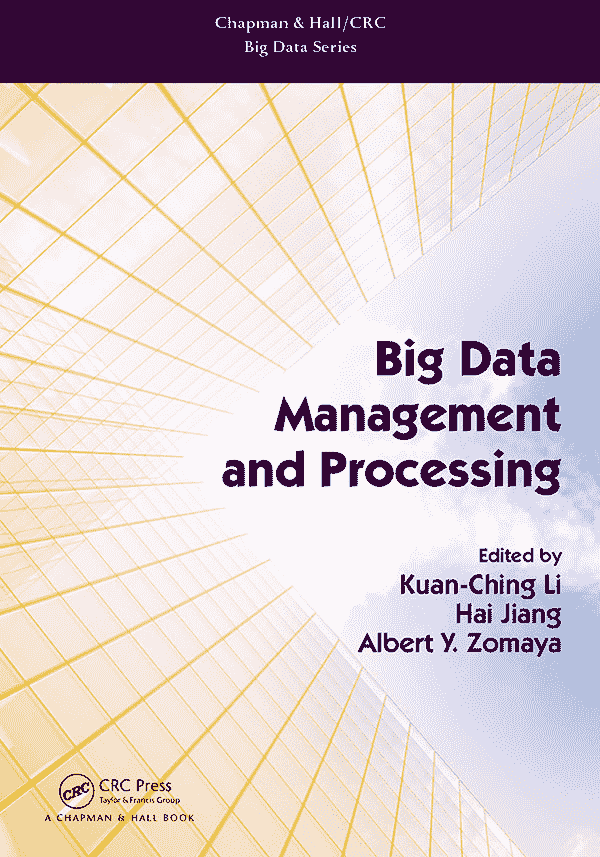 Chapman & Hall/CRC
Big Data Series
Big Data
Management
and Processing
Edited by
Kuan-Ching Li
Hai Jiang
Albert Y. Zomaya
CRC
CRC Press
Taylor & Francis Group
A CHAPMAN & HALL BOOK